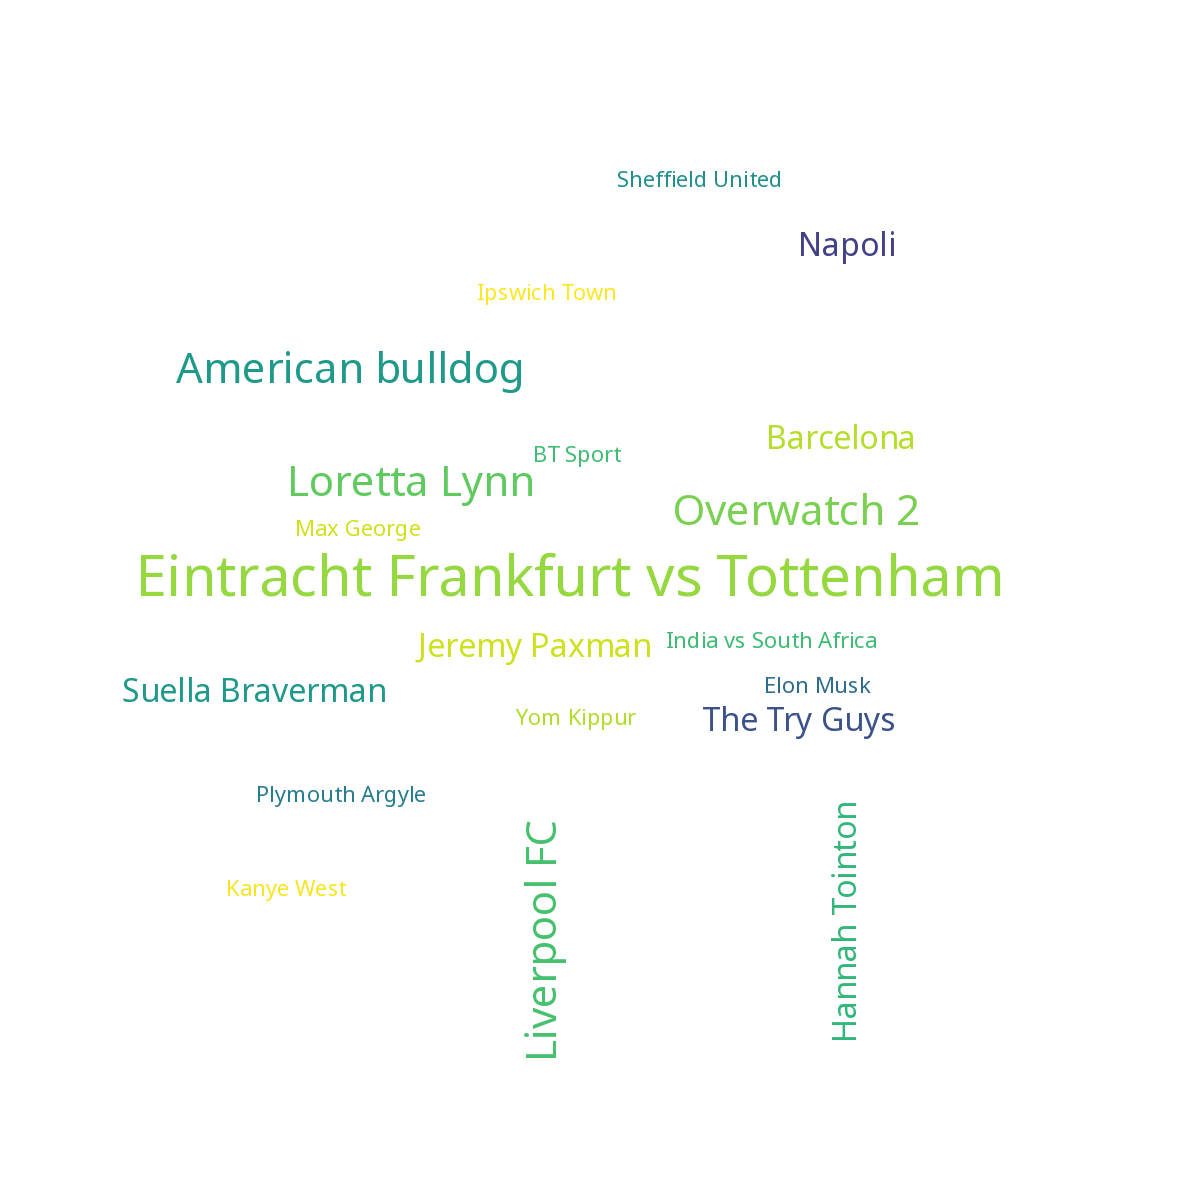 Sheffield United
Napoli
Ipswich Town
American bulldog
Barcelona
BT Sport
Loretta Lynn
Overwatch 2
Max George
Eintracht Frankfurt vs Tottenham
Jeremy Paxman
India vs South Africa
Suella Braverman
Elon Musk
Yom Kippur
The Try Guys
Plymouth Argyle
Kanye West
Liverpool FC
Hannah Tointon